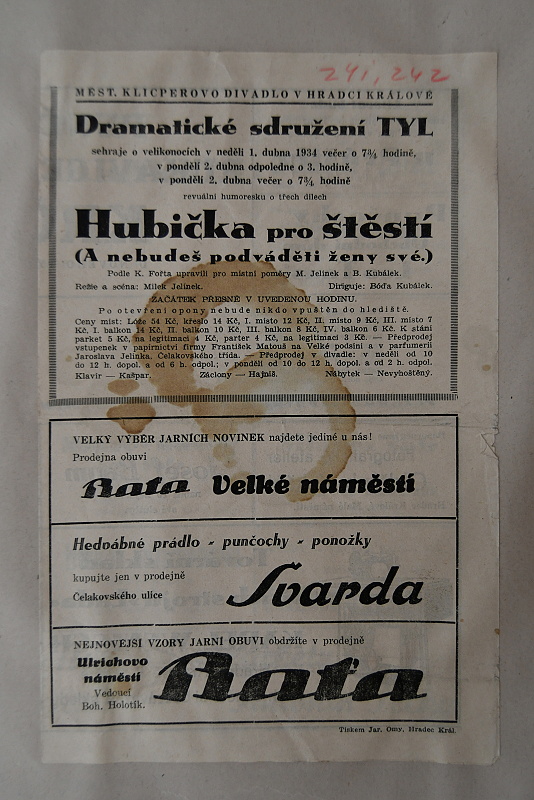 241, 242
MĚST. KLICPEROVO DIVADLO V HRADCI KRÁLOVÉ
Dramatické sdružení TYL
sehraje o velikonocích v neděli 1. dubna 1934 večer o 7¾ hodině,
v pondělí 2. dubna odpoledne o 3. hodině,
v pondělí 2. dubna večer o 7¾ hodině
revuální humoresku o třech dílech
Hubička pro štěstí
(A nebudeš podváděti ženy své.)
Podle K. Fořta upravili pro místní poměry M. Jelínek a B. Kubálek.
Režie a scéna: Milek Jelínek. Diriguje: Bóďa Kubálek.
ZAČÁTEK PŘESNĚ V UVEDENOU HODINU.
Po otevření opony nebude nikdo vpuštěn do hlediště.
Ceny míst: Lóže 54 Kč, křeslo 14 Kč, I. místo 12 Kč, II. místo 9 Kč, III. místo 7
Kč, I. balkon 14 Kč, II. balkon 10 Kč, III. balkon 8 Kč, IV. balkon 6 Kč. K stání
parket 5 Kč, na legitimaci 4 Kč, parter 4 Kč, na legitimaci 3 Kč. — Předprodej
vstupenek v papírnictví firmy František Matouš na Velké podsíni a v parfumerii
Jaroslava Jelínka, Čelakovského třída. — Předprodej v divadle: v neděli od 10
do 12 h. dopol. a od 6 h. odpol.; v pondělí od 10 do 12 h. dopol. a od 2 h. odpol.
Klavír — Kašpar. Záclony — Hajniš. Nábytek — Nevyhoštěný.
VELKÝ VÝBĚR JARNÍCH NOVINEK najdete jedině u nás!
Prodejna obuvi
Baťa Velké náměstí
Hedvábné prádlo - punčochy - ponožky
kupujte jen v prodejně
Čelakovského ulice
Švarda
NEJNOVĚJŠÍ VZORY JARNÍ OBUVI obdržíte v prodejně
Ulrichovo
náměstí
Vedoucí
Boh. Holotík.
Baťa
Tiskem Jar. Omy, Hradec Král.